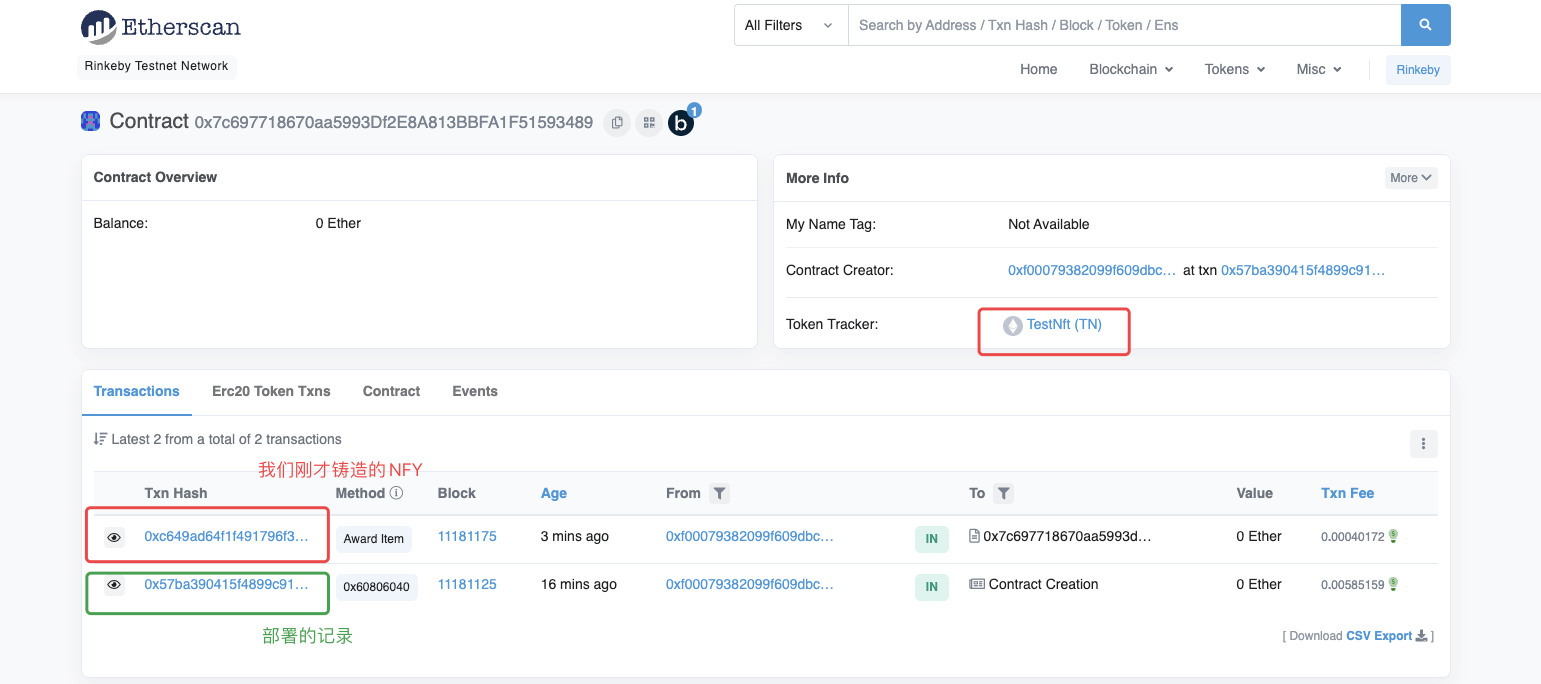 Etherscan
All Filters
Search by Address / Txn Hash / Block / Token / Ens
Rinkeby Testnet Network
Home Blockchain Tokens Misc Rinkeby
Contract 0x7c697718670aa5993Df2E8A813BBFA1F51593489 b 1
Contract Overview
Balance: 0 Ether
More Info More
My Name Tag: Not Available
Contract Creator: 0xf00079382099f609dbc... at txn 0x57ba390415f4899c91...
Token Tracker: TestNft (TN)
Transactions Erc20 Token Txns Contract Events
Latest 2 from a total of 2 transactions
我们刚才铸造的NFY
Txn Hash Method Block Age From To Value Txn Fee
0xc649ad64f1f491796f3... Award Item 11181175 3 mins ago 0xf00079382099f609dbc... IN 0x7c697718670aa5993d... 0 Ether 0.00040172
0x57ba390415f4899c91... 0x60806040 11181125 16 mins ago 0xf00079382099f609dbc... IN Contract Creation 0 Ether 0.00585159
部署的记录
[ Download CSV Export ]